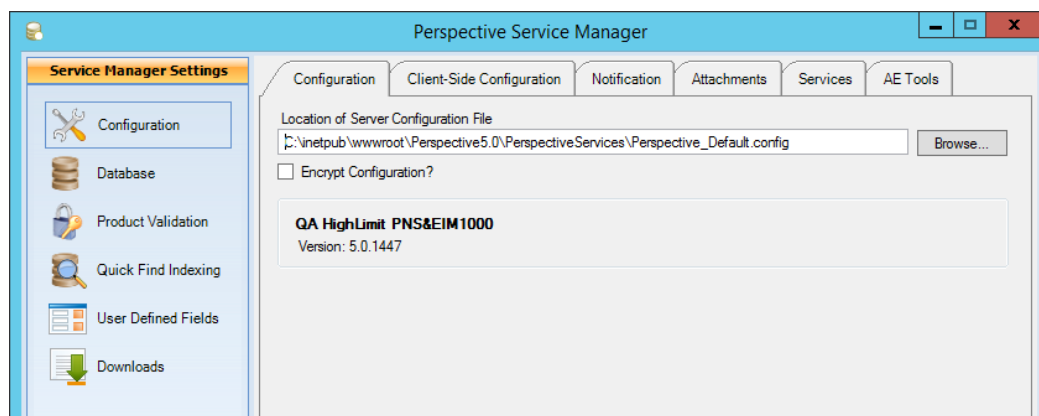 Perspective Service Manager
Service Manager Settings
Configuration
Database
Product Validation
Quick Find Indexing
User Defined Fields
Downloads
Configuration
Client-Side Configuration
Notification
Attachments
Services
AE Tools
Location of Server Configuration File
C:\inetpub\wwwroot\Perspective5.0\PerspectiveServices\Perspective_Default.config
Browse...
Encrypt Configuration?
QA HighLimit PNS&EIM1000
Version: 5.0.1447